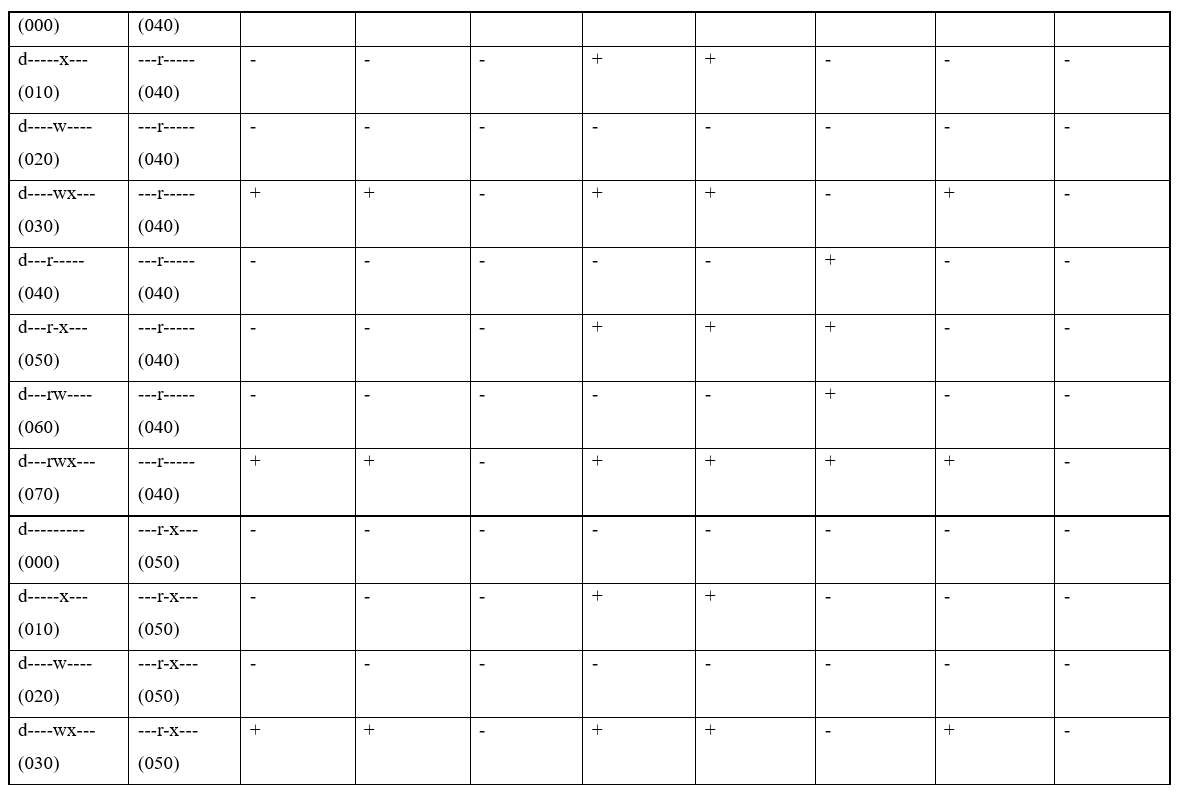 (000) (040)
d-----x--- ---r----- - - - + + - - -
(010) (040)
d----w---- ---r----- - - - - - - - -
(020) (040)
d----wx--- ---r----- + + - + + - + -
(030) (040)
d---r----- ---r----- - - - - - + - -
(040) (040)
d---r-x--- ---r----- - - - + + + - -
(050) (040)
d---rw---- ---r----- - - - - - + - -
(060) (040)
d---rwx--- ---r----- + + - + + + + -
(070) (040)
d--------- ---r-x--- - - - - - - - -
(000) (050)
d-----x--- ---r-x--- - - - + + - - -
(010) (050)
d----w---- ---r-x--- - - - - - - - -
(020) (050)
d----wx--- ---r-x--- + + - + + - + -
(030) (050)